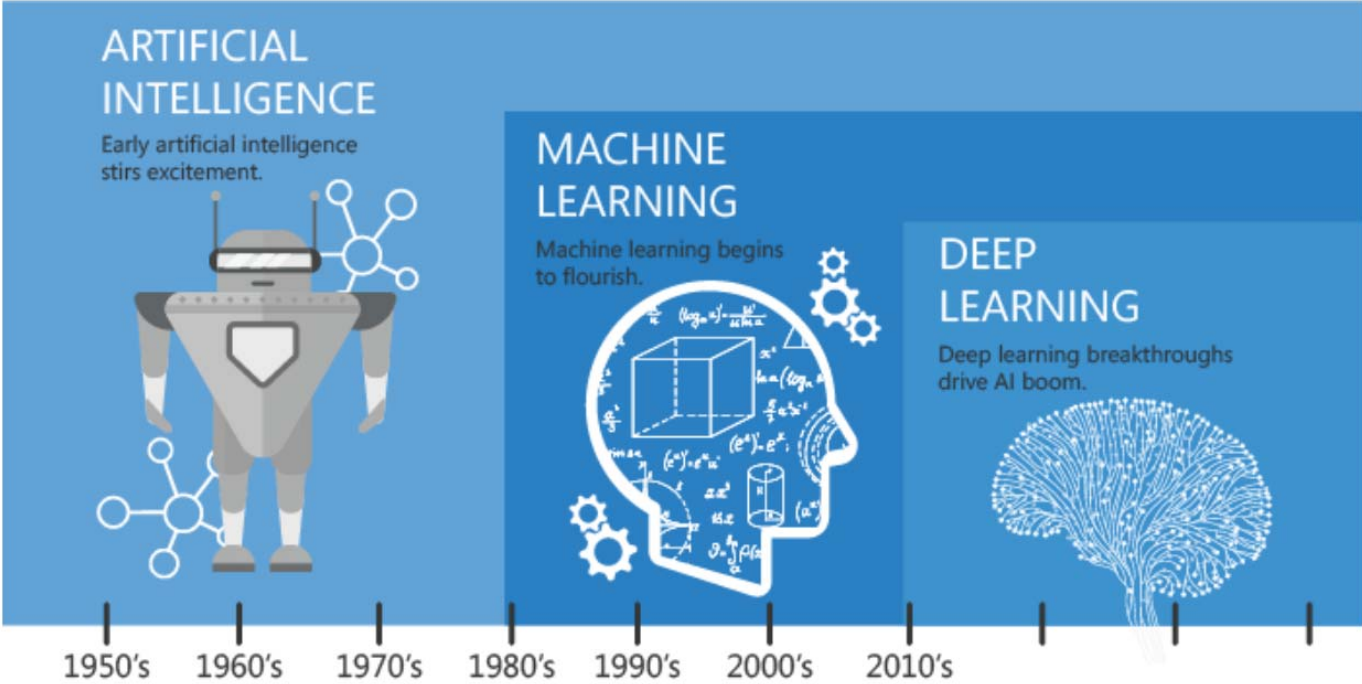 ARTIFICIAL
INTELLIGENCE
Early artificial intelligence
stirs excitement.
MACHINE
LEARNING
Machine learning begins
to flourish.
DEEP
LEARNING
Deep learning breakthroughs
drive AI boom.
1950's 1960's 1970's 1980's 1990's 2000's 2010's